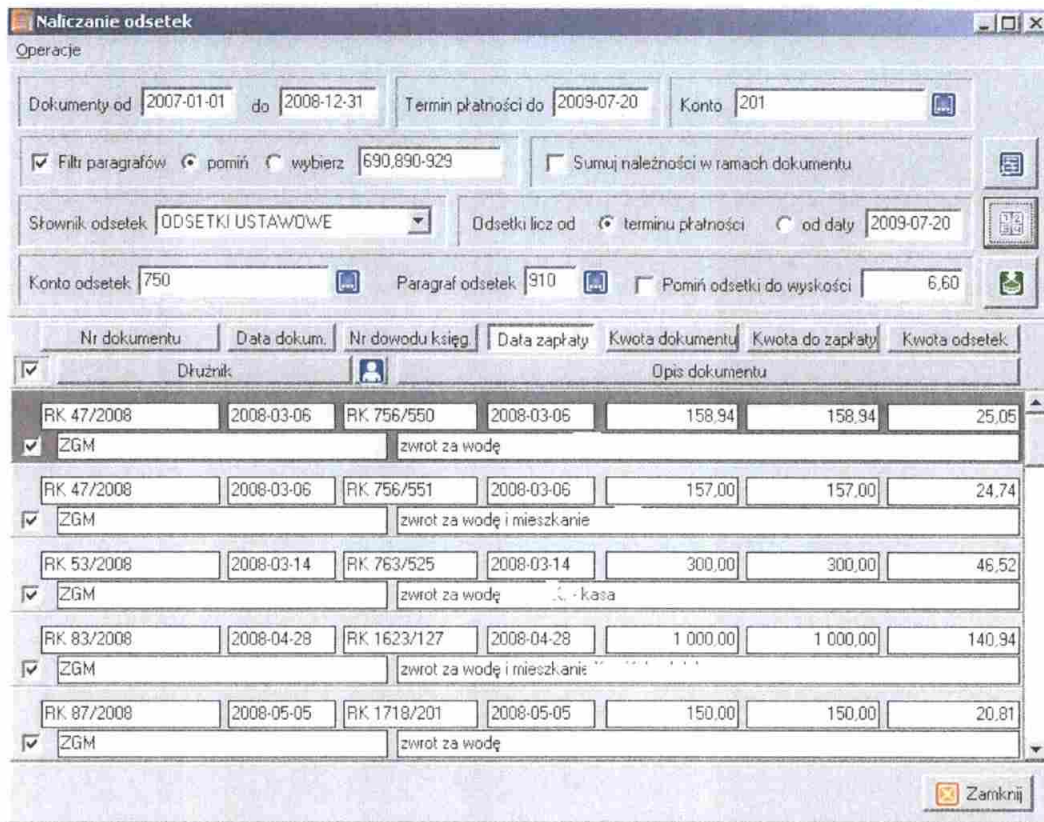 Naliczanie odsetek
Operacje
Dokumenty od 2007-01-01 do 2008-12-31 Termin płatności do 2009-07-20 Konto 201
Filtr paragrafów pomiń wybierz 690,890-929 Sumuj należności w ramach dokumentu
Słownik odsetek ODSETKI USTAWOWE Odsetki licz od terminu płatności od daty 2009-07-20
Konto odsetek 750 Paragraf odsetek 910 Pomiń odsetki do wyskości 6,60
Nr dokumentu Data dokum. Nr dowodu księg. Data zapłaty Kwota dokumentu Kwota do zapłaty Kwota odsetek
Dłużnik Opis dokumentu
RK 47/2008 2008-03-06 RK 756/550 2008-03-06 158,94 158,94 25,05
ZGM zwrot za wodę
RK 47/2008 2008-03-06 RK 756/551 2008-03-06 157,00 157,00 24,74
ZGM zwrot za wodę i mieszkanie
RK 53/2008 2008-03-14 RK 763/525 2008-03-14 300,00 300,00 46,52
ZGM zwrot za wodę - kasa
RK 83/2008 2008-04-28 RK 1623/127 2008-04-28 1 000,00 1 000,00 140,94
ZGM zwrot za wodę i mieszkanie
RK 87/2008 2008-05-05 RK 1718/201 2008-05-05 150,00 150,00 20,81
ZGM zwrot za wodę
Zamknij